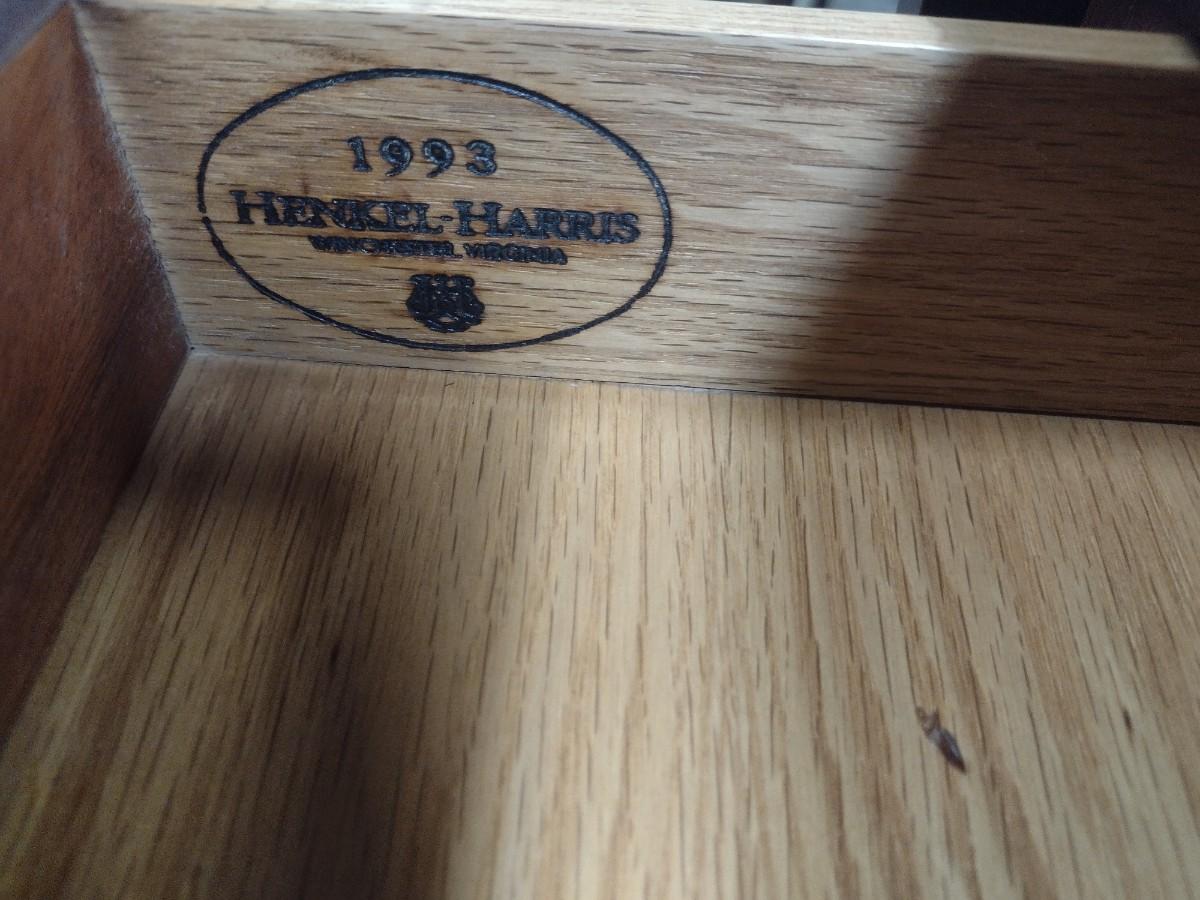 1993
HENKEL-HARRIS
WINCHESTER, VIRGINIA